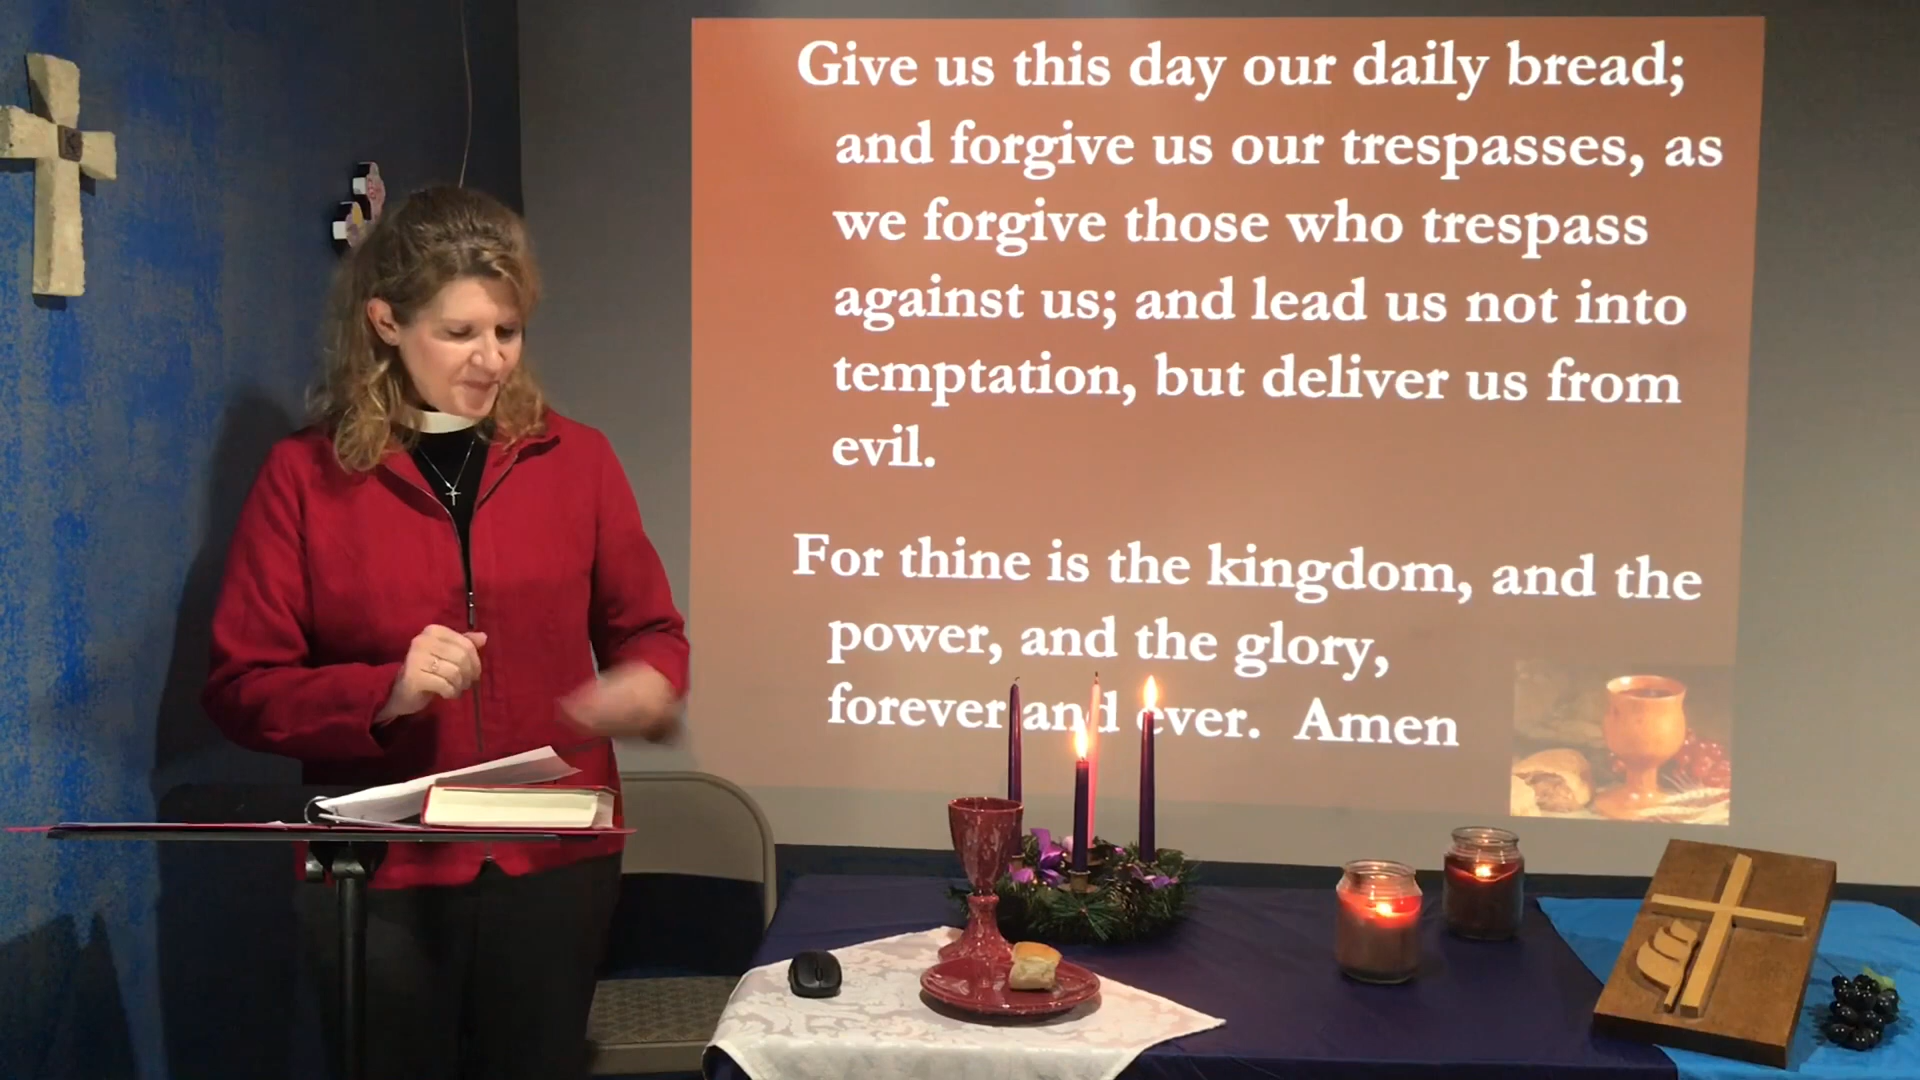 Give us this day our daily bread;
and forgive us our trespasses, as
we forgive those who trespass
against us; and lead us not into
temptation, but deliver us from
evil.
For thine is the kingdom, and the
power, and the glory,
forever and ever. Amen